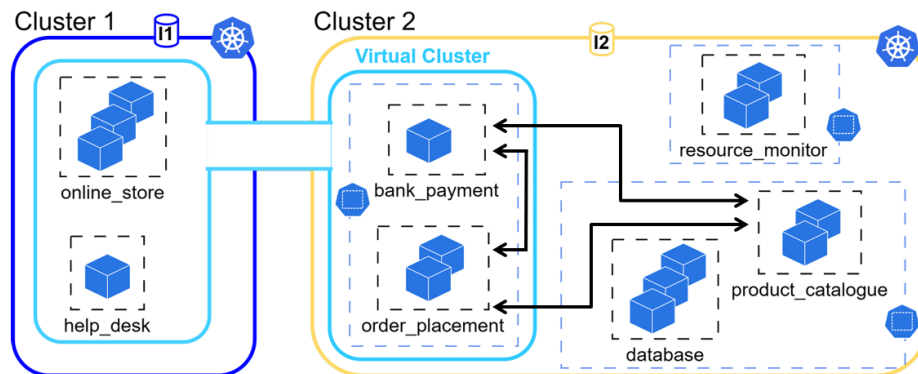 Cluster 1
I1
Cluster 2
I2
Virtual Cluster
online_store
help_desk
bank_payment
order_placement
resource_monitor
product_catalogue
database